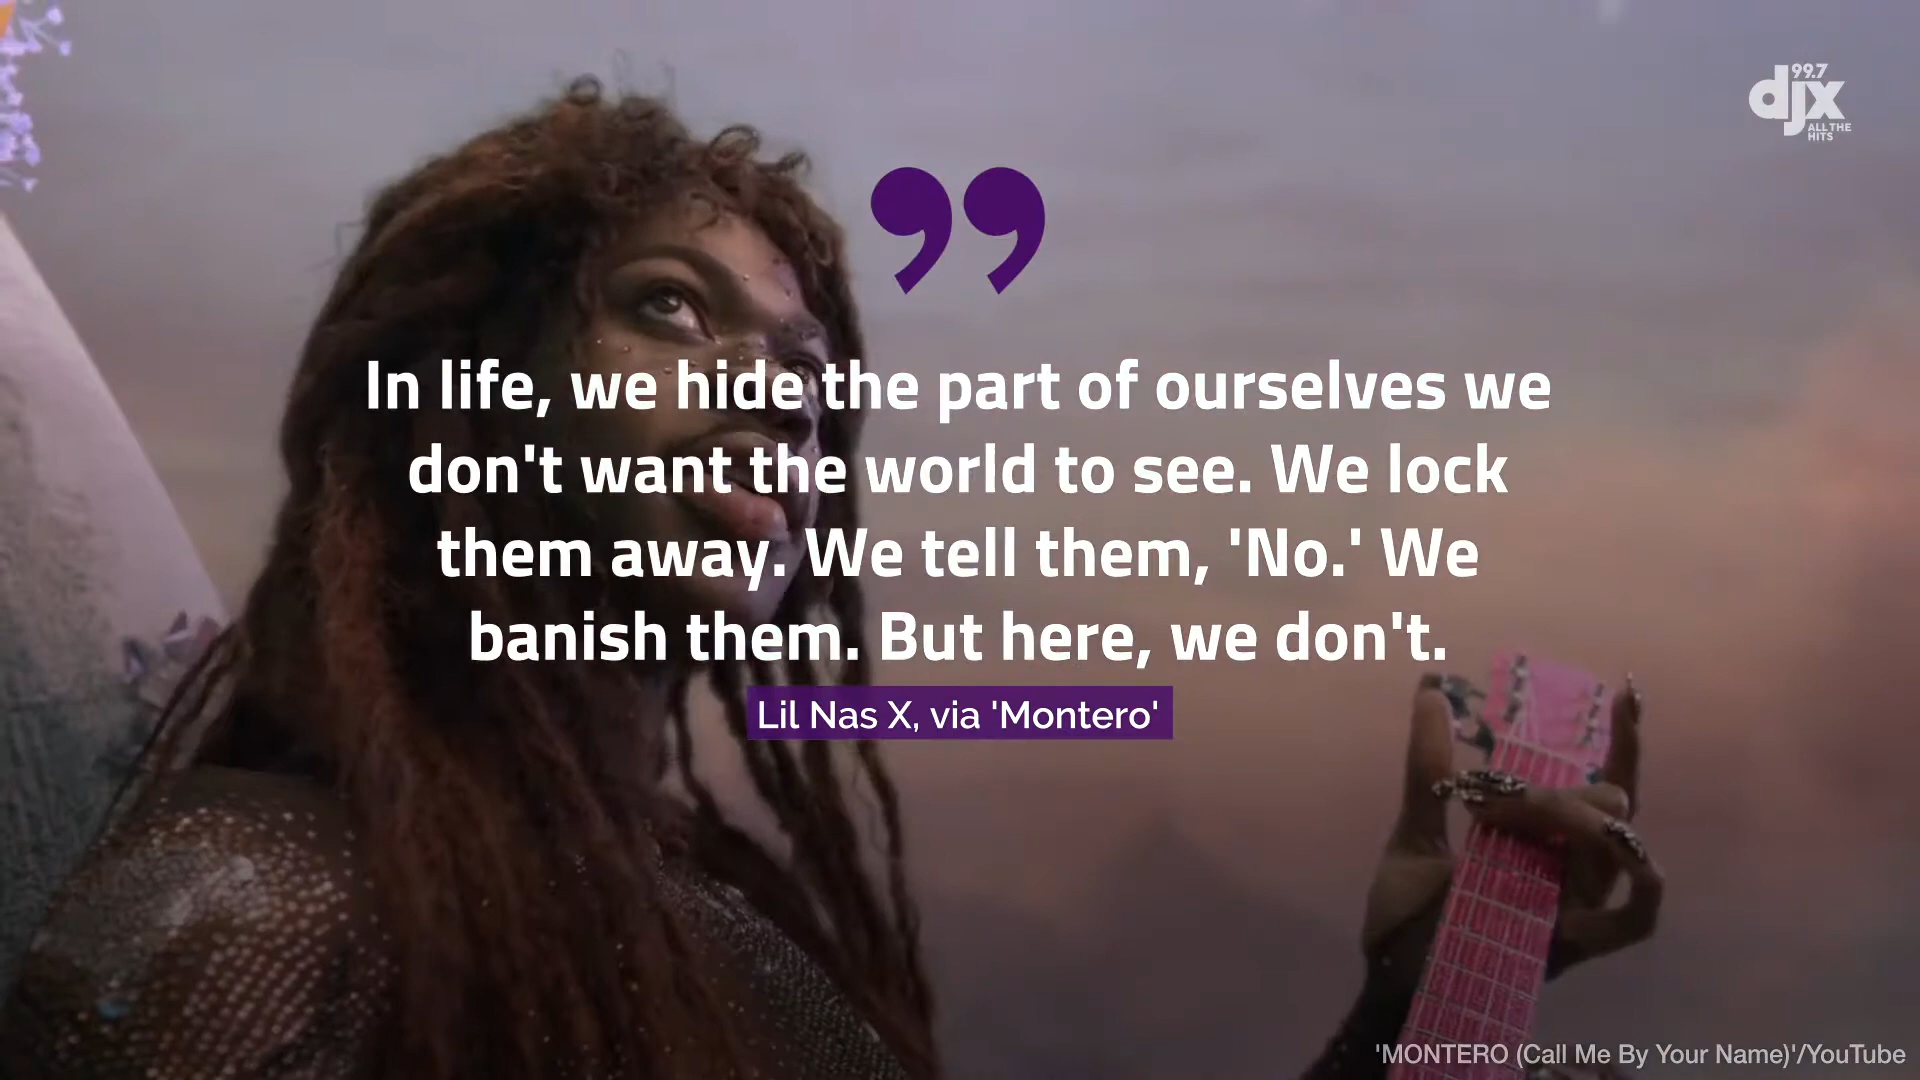 99.7
djx
ALL THE
HITS
In life, we hide the part of ourselves we
don't want the world to see. We lock
them away. We tell them, 'No.' We
banish them. But here, we don't.
Lil Nas X, via 'Montero'
'MONTERO (Call Me By Your Name)'/YouTube